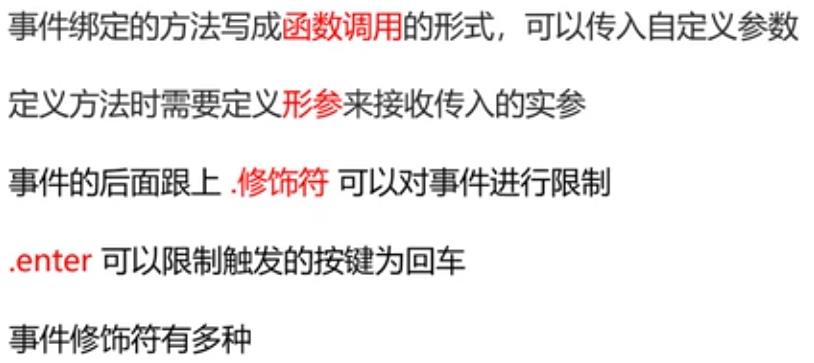 事件绑定的方法写成函数调用的形式，可以传入自定义参数
定义方法时需要定义形参来接收传入的实参
事件的后面跟上 .修饰符 可以对事件进行限制
.enter 可以限制触发的按键为回车
事件修饰符有多种